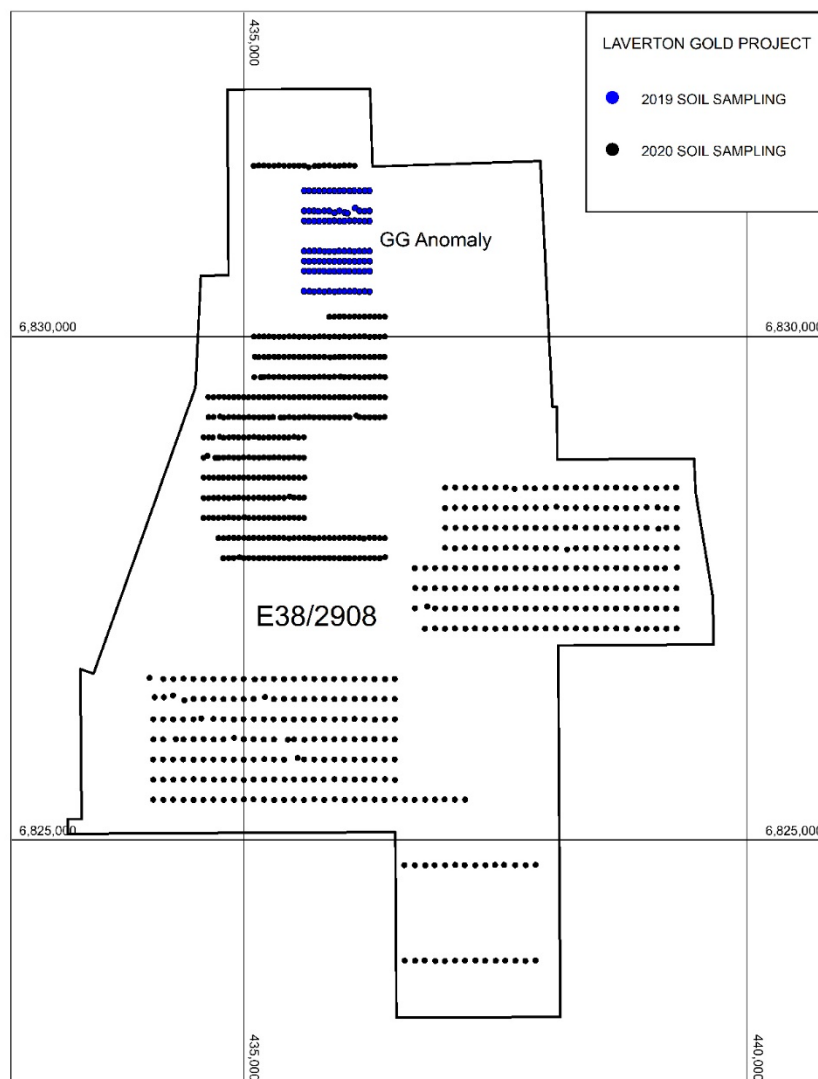 435,000
LAVERTON GOLD PROJECT
2019 SOIL SAMPLING
2020 SOIL SAMPLING
GG Anomaly
6,830,000
6,830,000
E38/2908
6,825,000
6,825,000
435,000
440,000